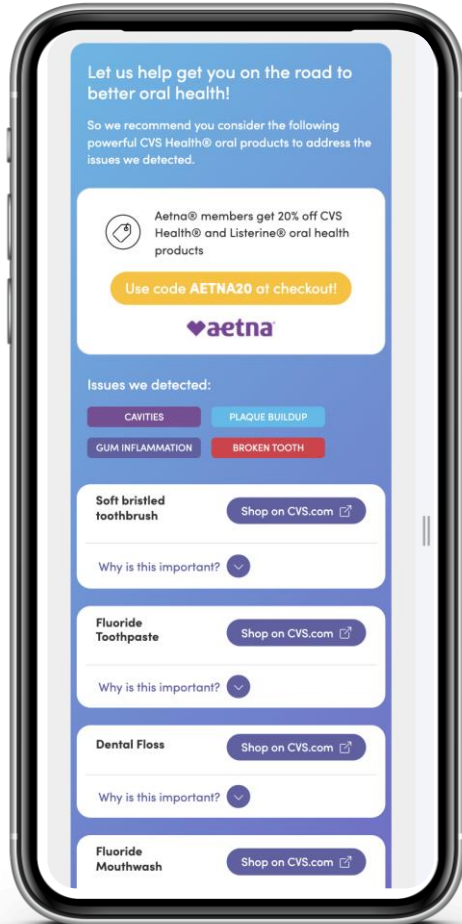 Let us help get you on the road to
better oral health!
So we recommend you consider the following
powerful CVS Health® oral products to address the
issues we detected.
Aetna® members get 20% off CVS
Health® and Listerine® oral health
products
Use code AETNA20 at checkout!
aetna
Issues we detected:
CAVITIES
PLAQUE BUILDUP
GUM INFLAMMATION
BROKEN TOOTH
Soft bristled
toothbrush
Shop on CVS.com
Why is this important?
Fluoride
Toothpaste
Shop on CVS.com
Why is this important?
Dental Floss
Shop on CVS.com
Why is this important?
Fluoride
Mouthwash
Shop on CVS.com